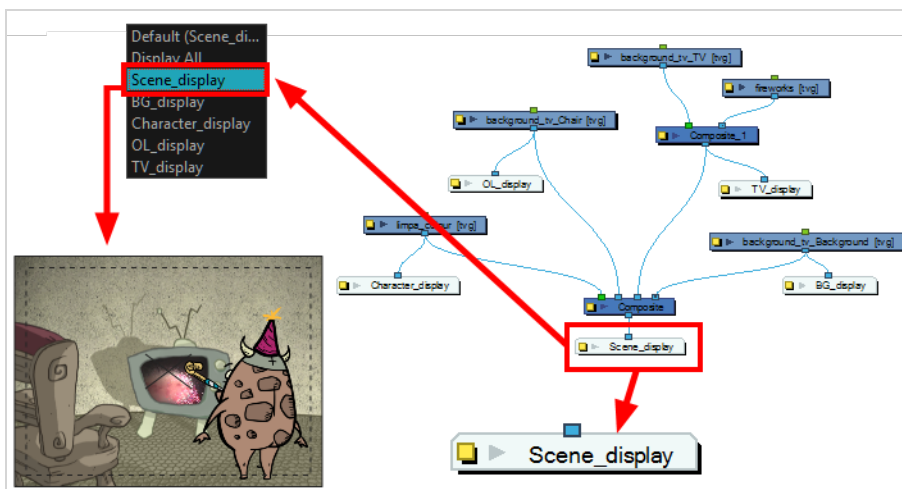 Default (Scene_di...
Display All
Scene_display
BG_display
Character_display
OL_display
TV_display
background_tv_TV [tvg]
fireworks [tvg]
background_tv_Chair [tvg]
Composite_1
OL_display
TV_display
limpa_colour [tvg]
background_tv_Background [tvg]
Character_display
BG_display
Composite
Scene_display
Scene_display